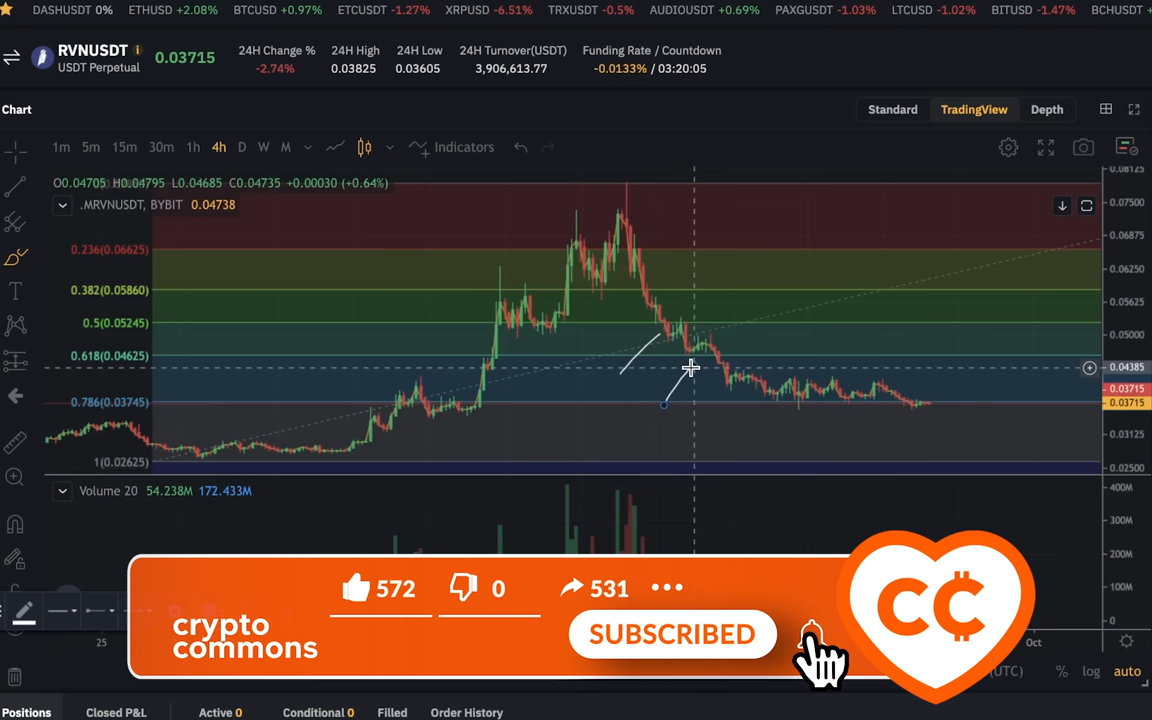 DASHUSDT 0% ETHUSD +2.08% BTCUSD +0.97% ETCUSDT -1.27% XRPUSD -6.51% TRXUSDT -0.5% AUDIOUSDT +0.69% PAXGUSDT -1.03% LTCUSD -1.02% BITUSD -1.47% BCHUSDT
RVNUSDT i 24H Change % 24H High 24H Low 24H Turnover(USDT) Funding Rate / Countdown
USDT Perpetual 0.03715 -2.74% 0.03825 0.03605 3,906,613.77 -0.0133% / 03:20:05
Chart Standard TradingView Depth
1m 5m 15m 30m 1h 4h D W M Indicators
O0.04705 H0.04795 L0.04685 C0.04735 +0.00030 (+0.64%)
.MRVNUSDT, BYBIT 0.04738
0.08125
0.07500
0.236(0.06625) 0.06875
0.06250
0.382(0.05860)
0.05625
0.5(0.05245)
0.05000
0.618(0.04625)
0.04385
0.03715
0.786(0.03745) 0.03715
0.03125
1(0.02625) 0.02500
Volume 20 54.238M 172.433M 400M
300M
200M
100M
0
572 0 531
crypto
commons
SUBSCRIBED
CC
25 Oct
(UTC) % log auto
Positions Closed P&L Active 0 Conditional 0 Filled Order History